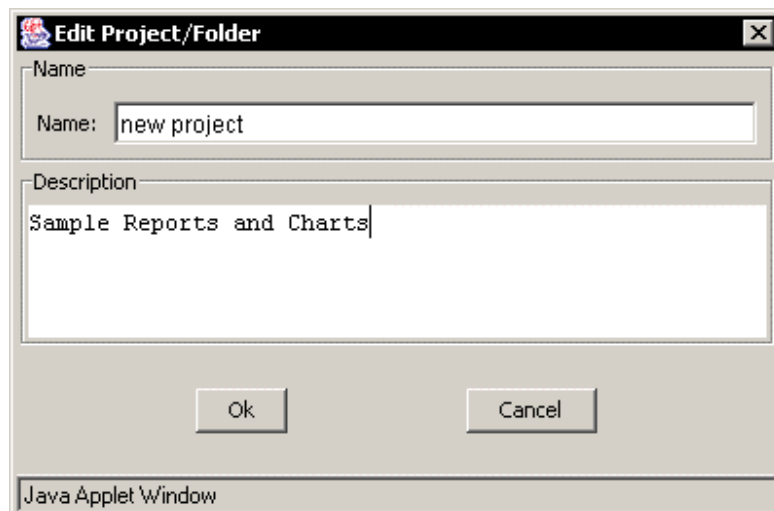 Edit Project/Folder
Name
Name: new project
Description
Sample Reports and Charts
Ok Cancel
Java Applet Window